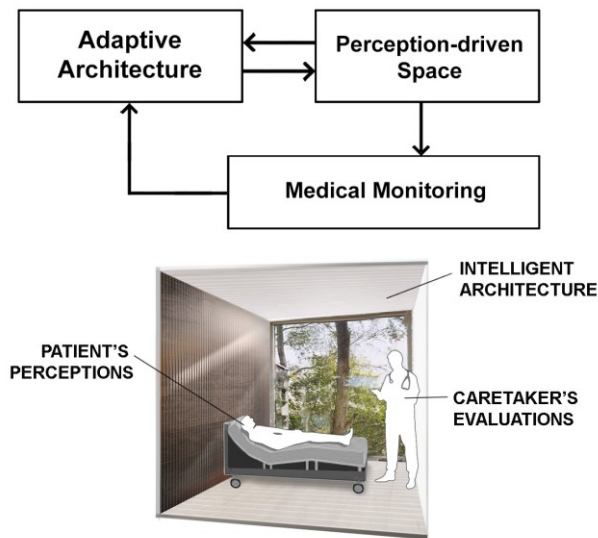 Adaptive
Architecture
Perception-driven
Space
Medical Monitoring
INTELLIGENT
ARCHITECTURE
PATIENT'S
PERCEPTIONS
CARETAKER'S
EVALUATIONS